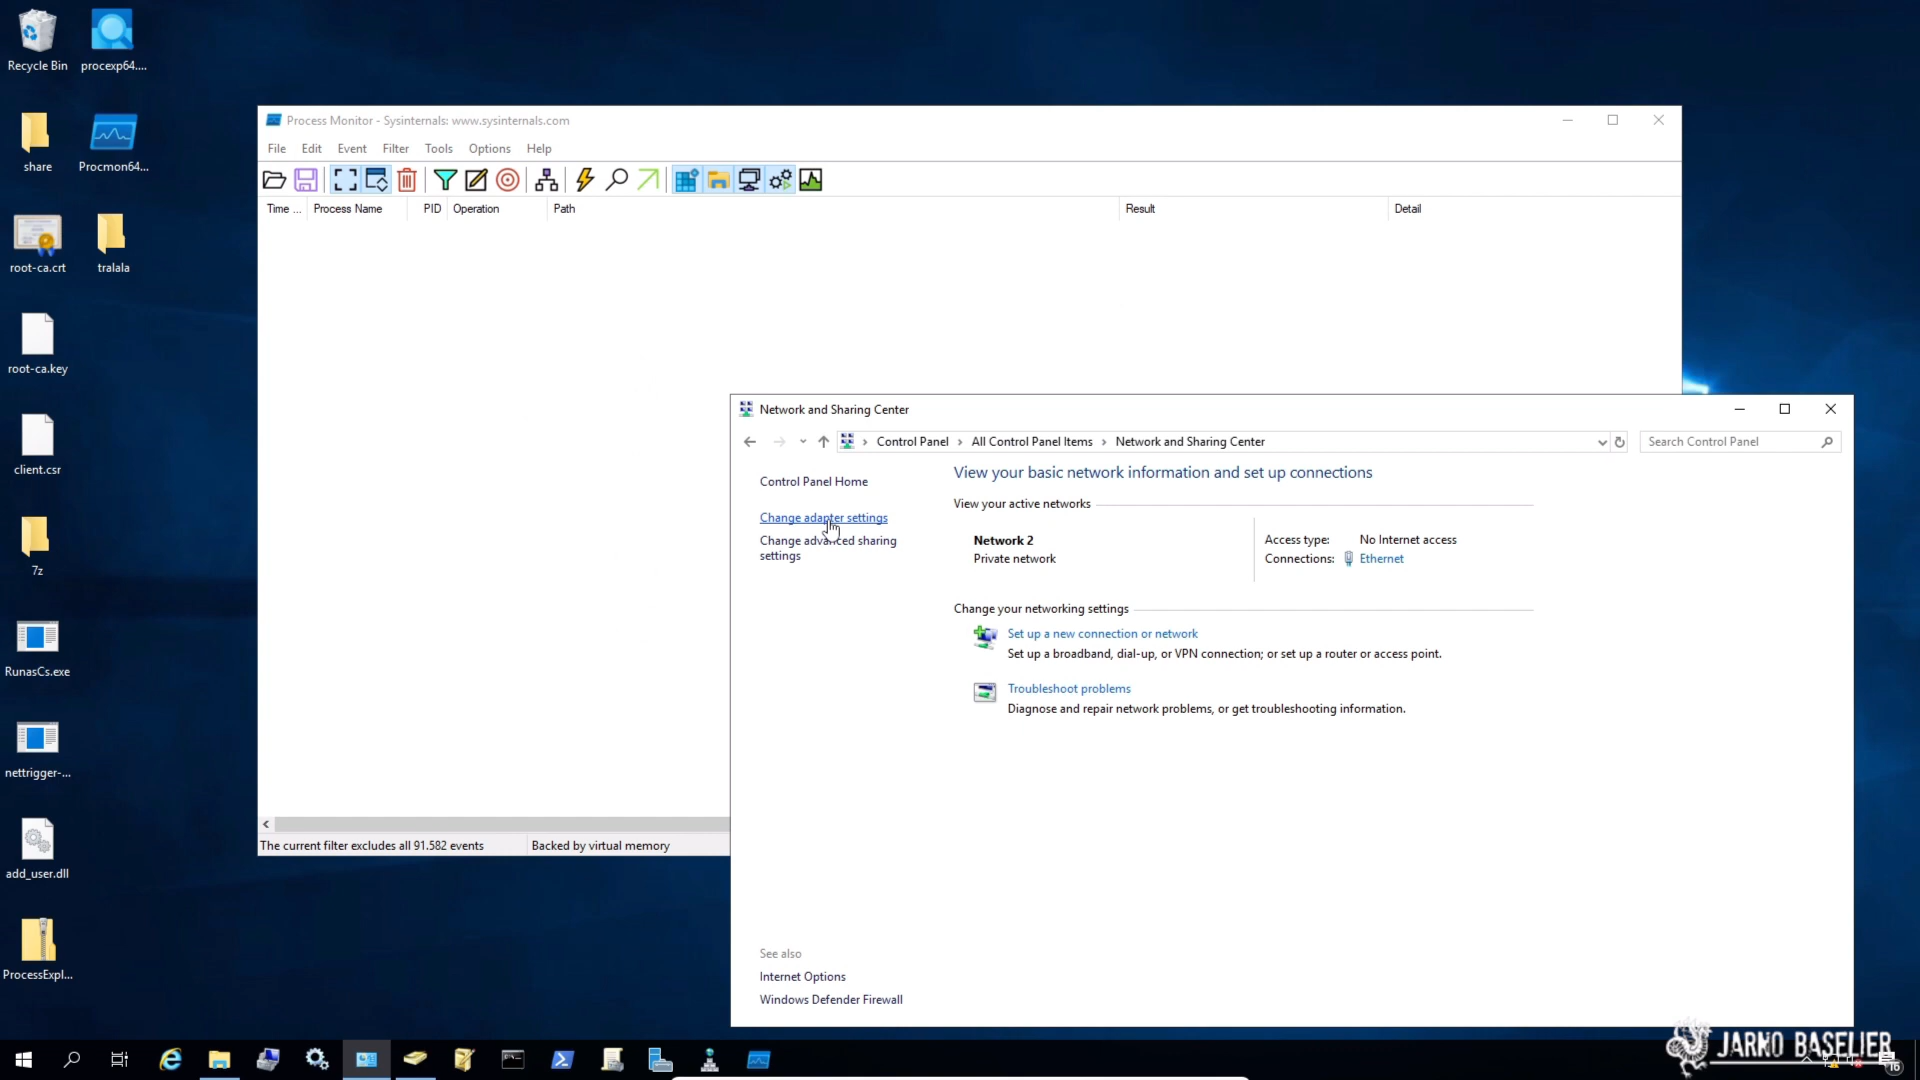 Recycle Bin
procexp64....
share
Procmon64...
root-ca.crt
tralala
root-ca.key
client.csr
7z
RunasCs.exe
nettrigger-...
add_user.dll
ProcessExpl...
Process Monitor - Sysinternals: www.sysinternals.com
File Edit Event Filter Tools Options Help
Time ... Process Name PID Operation Path Result Detail
The current filter excludes all 91.582 events Backed by virtual memory
Network and Sharing Center
Control Panel All Control Panel Items Network and Sharing Center
Search Control Panel
Control Panel Home
Change adapter settings
Change advanced sharing
settings
View your basic network information and set up connections
View your active networks
Network 2
Private network
Access type: No Internet access
Connections: Ethernet
Change your networking settings
Set up a new connection or network
Set up a broadband, dial-up, or VPN connection; or set up a router or access point.
Troubleshoot problems
Diagnose and repair network problems, or get troubleshooting information.
See also
Internet Options
Windows Defender Firewall
JARNO BASELIER
16